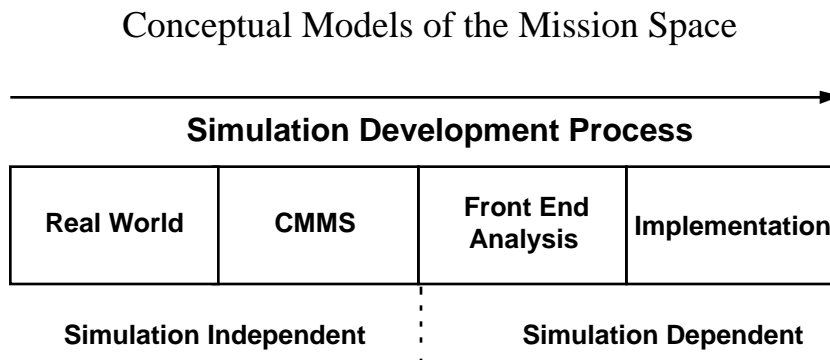 Conceptual Models of the Mission Space
Simulation Development Process
Real World
CMMS
Front End
Analysis
Implementation
Simulation Independent
Simulation Dependent